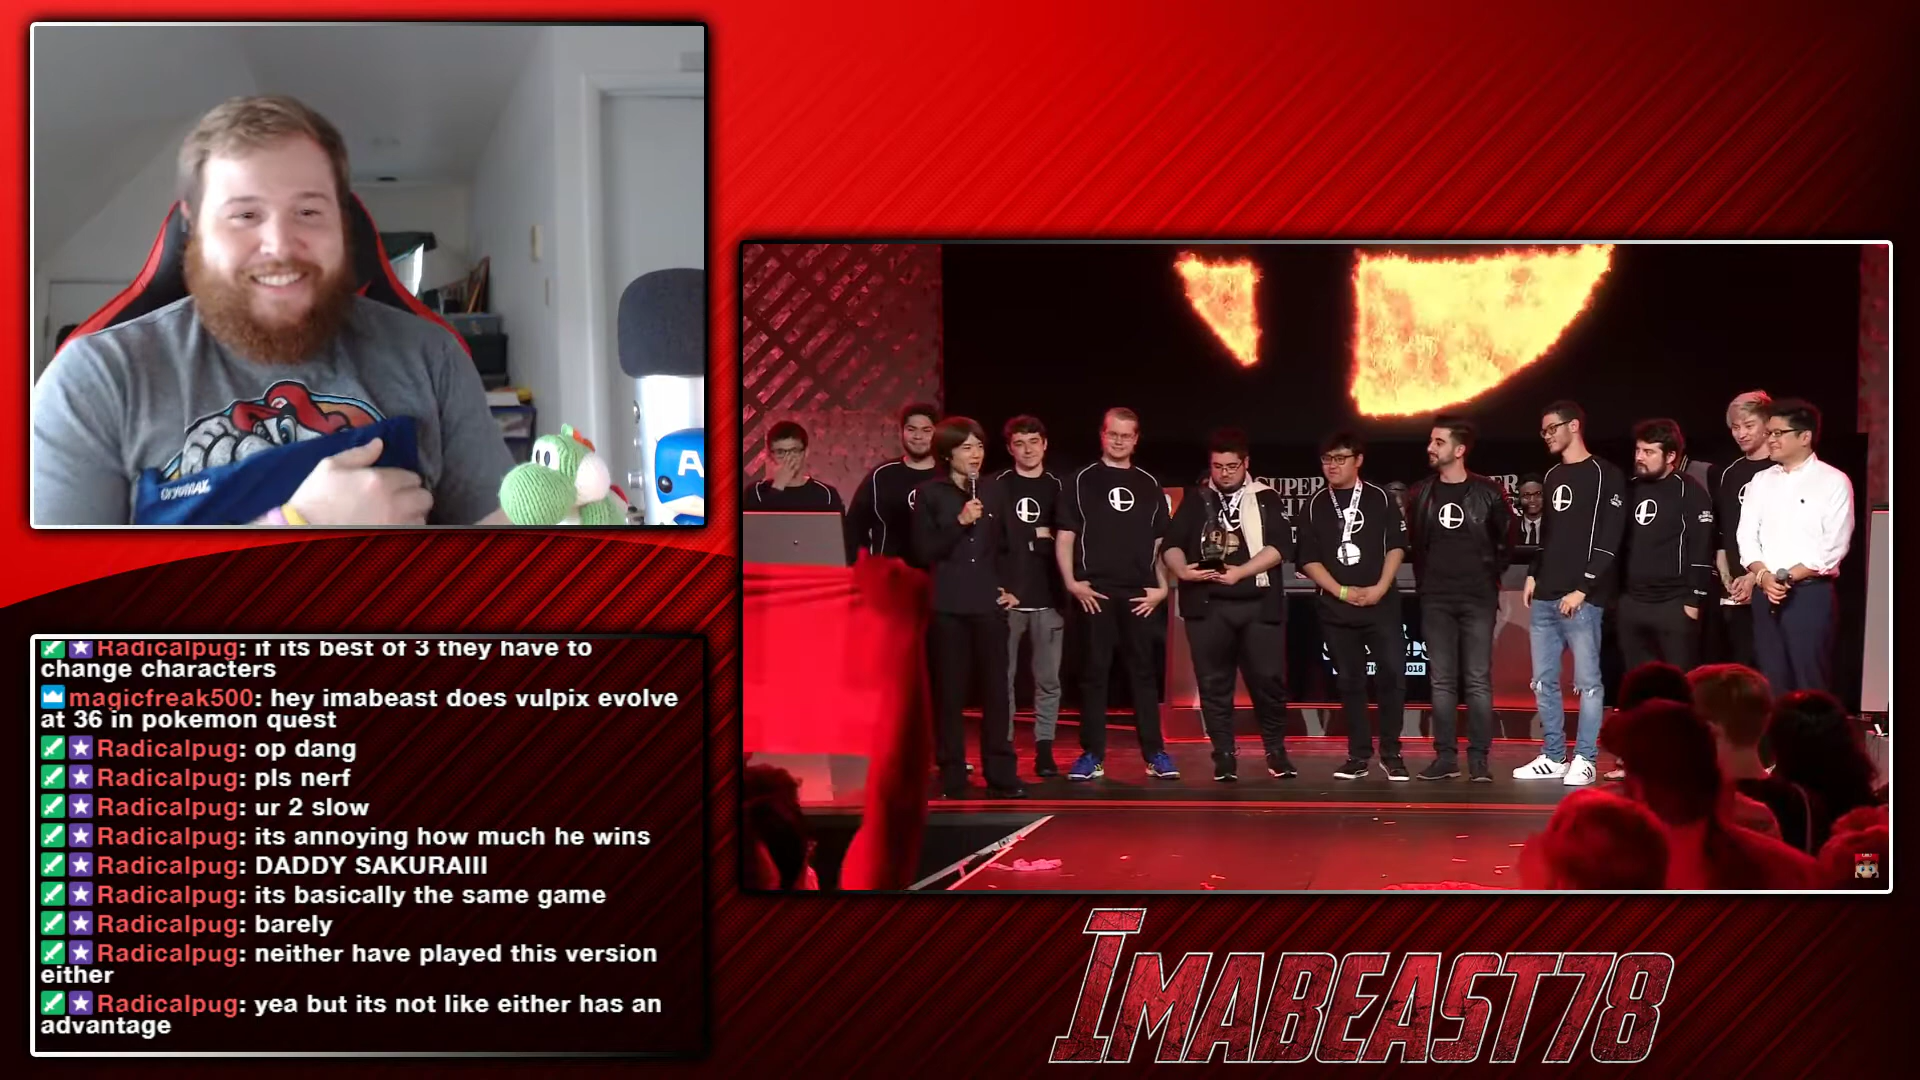 CryoMAX
A
SUPER
2018
Radicalpug: if its best of 3 they have to
change characters
magicfreak500: hey imabeast does vulpix evolve
at 36 in pokemon quest
Radicalpug: op dang
Radicalpug: pls nerf
Radicalpug: ur 2 slow
Radicalpug: its annoying how much he wins
Radicalpug: DADDY SAKURAIII
Radicalpug: its basically the same game
Radicalpug: barely
Radicalpug: neither have played this version
either
Radicalpug: yea but its not like either has an
advantage
IMABEAST78